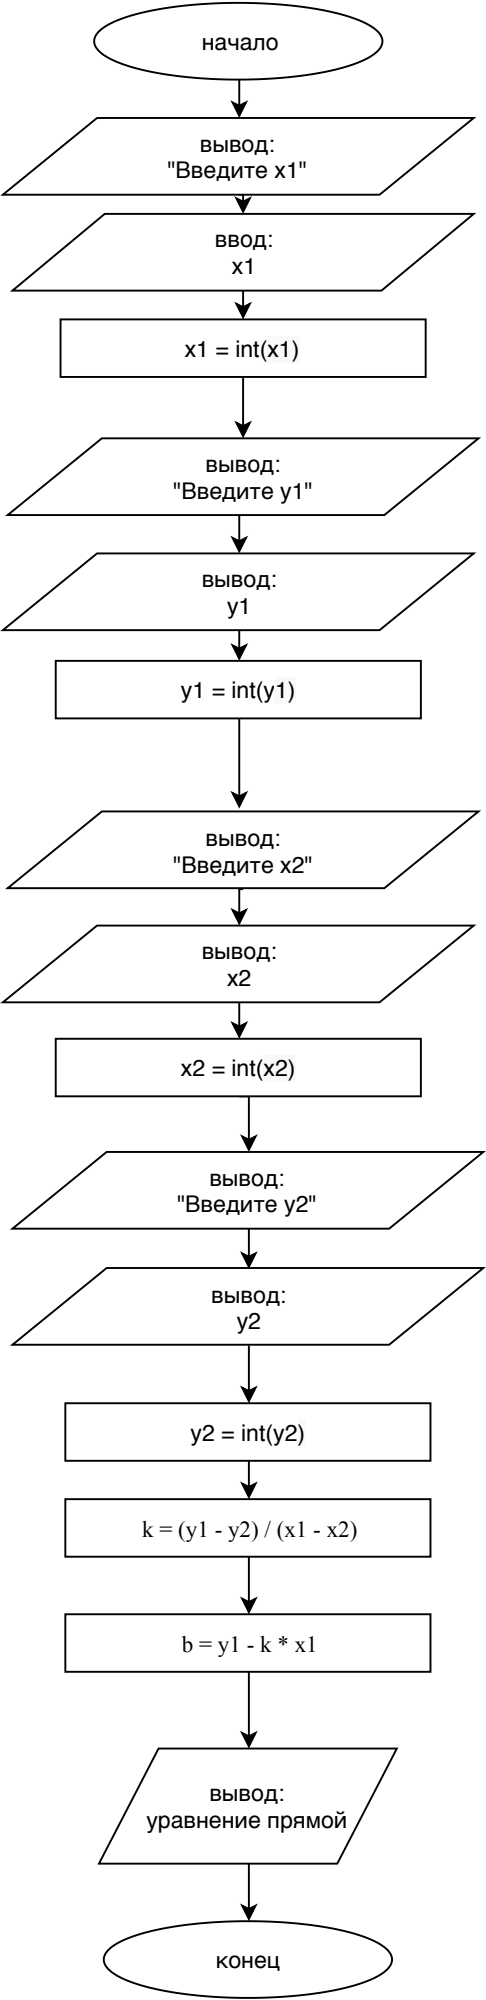 начало
вывод:
"Введите x1"
ввод:
x1
x1 = int(x1)
вывод:
"Введите y1"
вывод:
y1
y1 = int(y1)
вывод:
"Введите x2"
вывод:
x2
x2 = int(x2)
вывод:
"Введите y2"
вывод:
y2
y2 = int(y2)
k = (y1 - y2) / (x1 - x2)
b = y1 - k * x1
вывод:
уравнение прямой
конец